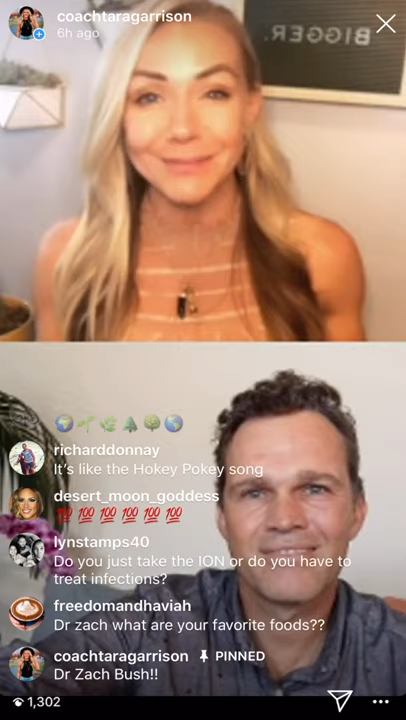 coachtaragarrison
6h ago
BIGGER.
richarddonnay
It's like the Hokey Pokey song
desert_moon_goddess
💯 💯 💯 💯 💯 💯
lynstamps40
Do you just take the ION or do you have to
treat infections?
freedomandhaviah
Dr zach what are your favorite foods??
coachtaragarrison PINNED
Dr Zach Bush!!
1,302